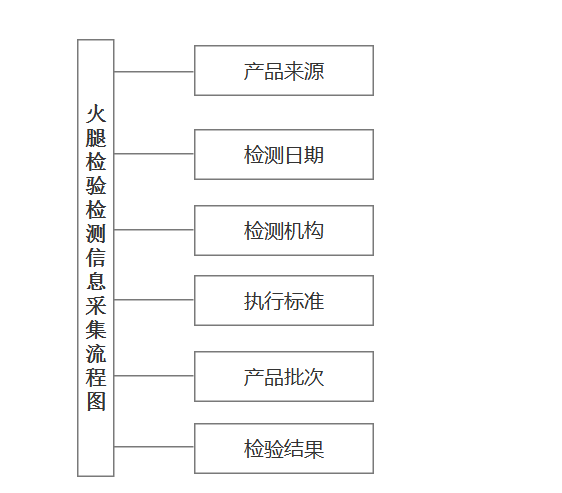 火腿检验检测信息采集流程图
产品来源
检测日期
检测机构
执行标准
产品批次
检验结果